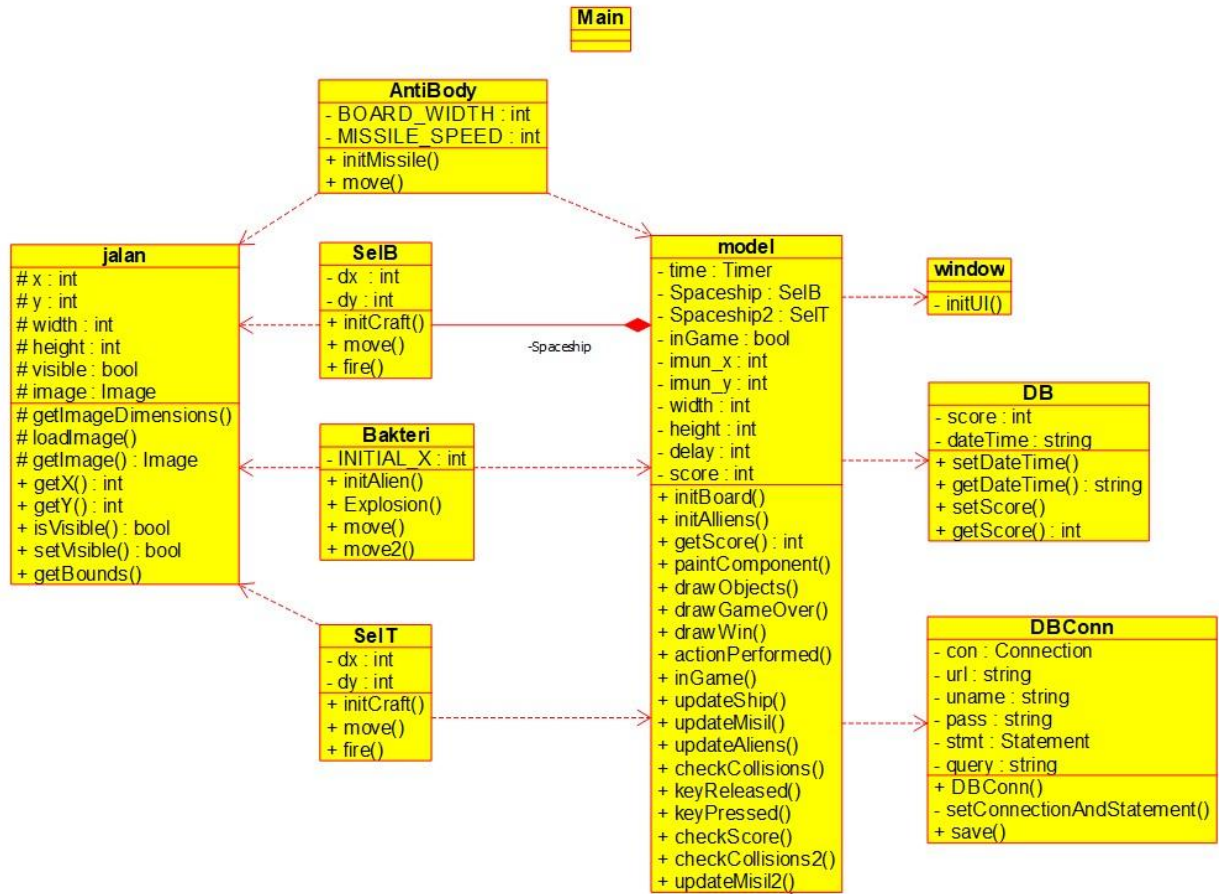 Main
AntiBody
- BOARD_WIDTH : int
- MISSILE_SPEED : int
+ initMissile()
+ move()
jalan
# x : int
# y : int
# width : int
# height : int
# visible : bool
# image : Image
# getImageDimensions()
# loadImage()
# getImage() : Image
+ getX() : int
+ getY() : int
+ isVisible() : bool
+ setVisible() : bool
+ getBounds()
SelB
- dx : int
- dy : int
+ initCraft()
+ move()
+ fire()
-Spaceship
Bakteri
- INITIAL_X : int
+ initAlien()
+ Explosion()
+ move()
+ move2()
SelT
- dx : int
- dy : int
+ initCraft()
+ move()
+ fire()
model
- time : Timer
- Spaceship : SelB
- Spaceship2 : SelT
- inGame : bool
- imun_x : int
- imun_y : int
- width : int
- height : int
- delay : int
- score : int
+ initBoard()
+ initAlliens()
+ getScore() : int
+ paintComponent()
+ drawObjects()
+ drawGameOver()
+ drawWin()
+ actionPerformed()
+ inGame()
+ updateShip()
+ updateMisil()
+ updateAliens()
+ checkCollisions()
+ keyReleased()
+ keyPressed()
+ checkScore()
+ checkCollisions2()
+ updateMisil2()
window
- initUI()
DB
- score : int
- dateTime : string
+ setDateTime()
+ getDateTime() : string
+ setScore()
+ getScore() : int
DBConn
- con : Connection
- url : string
- uname : string
- pass : string
- stmt : Statement
- query : string
+ DBConn()
- setConnectionAndStatement()
+ save()